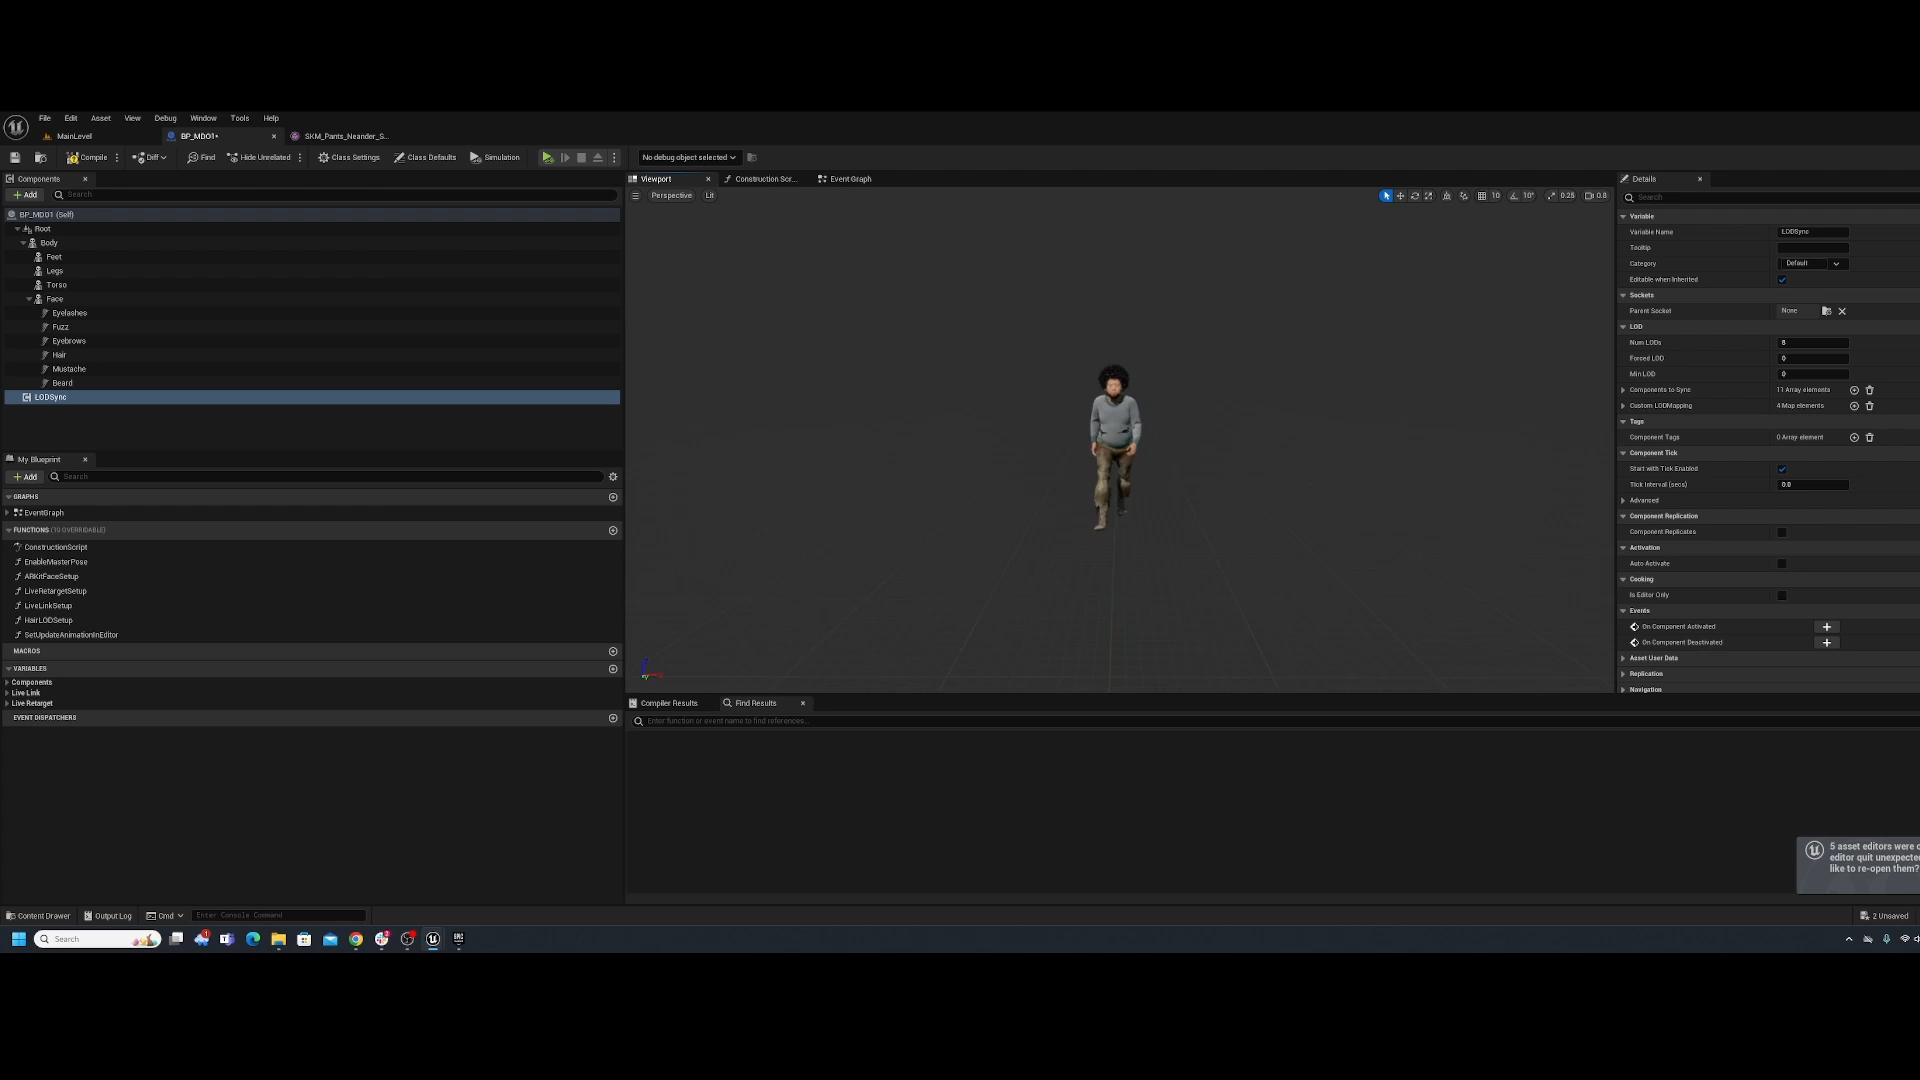 File Edit Asset View Debug Window Tools Help
MainLevel BP_MDO1• SKM_Pants_Neander_S...
Compile Diff Find Hide Unrelated Class Settings Class Defaults Simulation No debug object selected
Components
Add Search
BP_MDO1 (Self)
Root
Body
Feet
Legs
Torso
Face
Eyelashes
Fuzz
Eyebrows
Hair
Mustache
Beard
LODSync
My Blueprint
Add Search
GRAPHS
EventGraph
FUNCTIONS (19 OVERRIDABLE)
ConstructionScript
EnableMasterPose
ARKitFaceSetup
LiveRetargetSetup
LiveLinkSetup
HairLODSetup
SetUpdateAnimationInEditor
MACROS
VARIABLES
Components
Live Link
Live Retarget
EVENT DISPATCHERS
Viewport Construction Scr... Event Graph
Perspective Lit 10 10° 0.25 0.8
Compiler Results Find Results
Enter function or event name to find references...
Details
Search
Variable
Variable Name LODSync
Tooltip
Category Default
Editable when Inherited
Sockets
Parent Socket None
LOD
Num LODs 8
Forced LOD 0
Min LOD 0
Components to Sync 11 Array elements
Custom LODMapping 4 Map elements
Tags
Component Tags 0 Array element
Component Tick
Start with Tick Enabled
Tick Interval (secs) 0.0
Advanced
Component Replication
Component Replicates
Activation
Auto Activate
Cooking
Is Editor Only
Events
On Component Activated
On Component Deactivated
Asset User Data
Replication
Navigation
5 asset editors were o
editor quit unexpected
like to re-open them?
Content Drawer Output Log Cmd Enter Console Command 2 Unsaved
Search